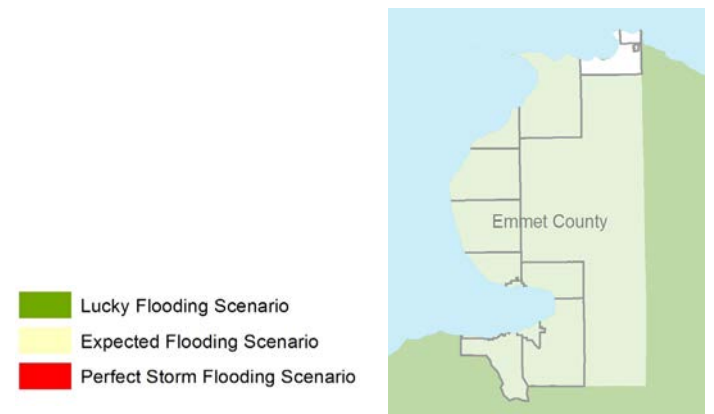 Emmet County
Lucky Flooding Scenario
Expected Flooding Scenario
Perfect Storm Flooding Scenario